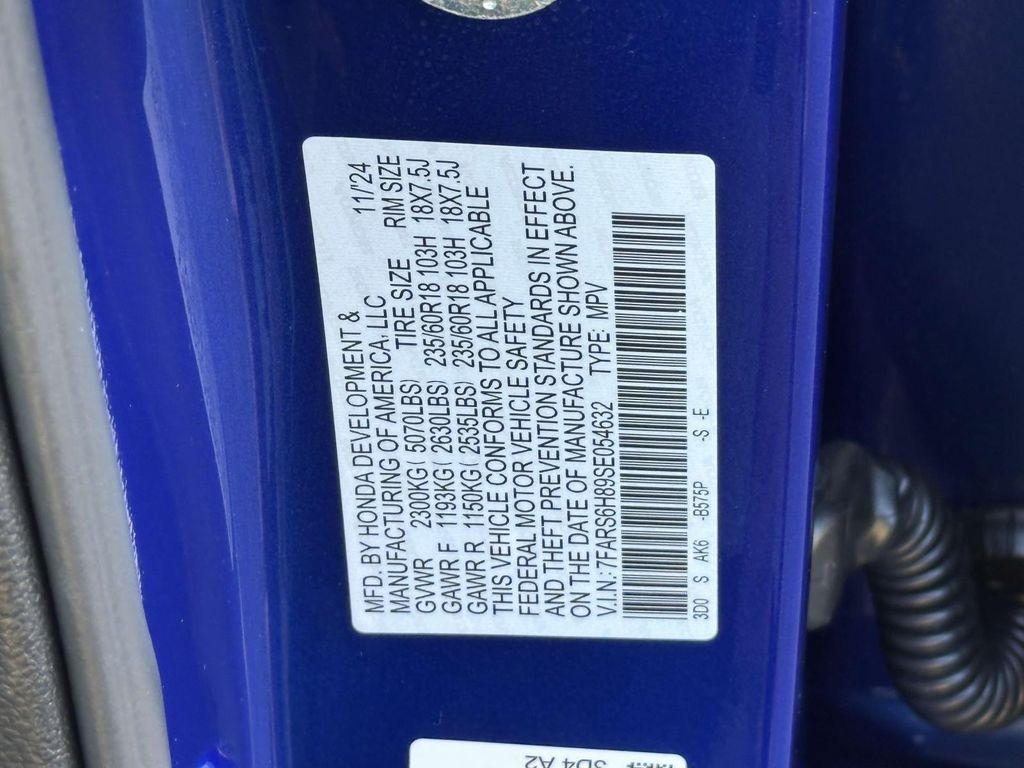 MFD. BY HONDA DEVELOPMENT &
MANUFACTURING OF AMERICA, LLC 11/'24
GVWR 2300KG( 5070LBS) TIRE SIZE RIM SIZE
GAWR F 1193KG( 2630LBS) 235/60R18 103H 18X7.5J
GAWR R 1150KG( 2535LBS) 235/60R18 103H 18X7.5J
THIS VEHICLE CONFORMS TO ALL APPLICABLE
FEDERAL MOTOR VEHICLE SAFETY
AND THEFT PREVENTION STANDARDS IN EFFECT
ON THE DATE OF MANUFACTURE SHOWN ABOVE.
V.I.N.:7FARS6H89SE054632 TYPE: MPV
3D0 S AK6 -B575P -S -E
3D4 A2